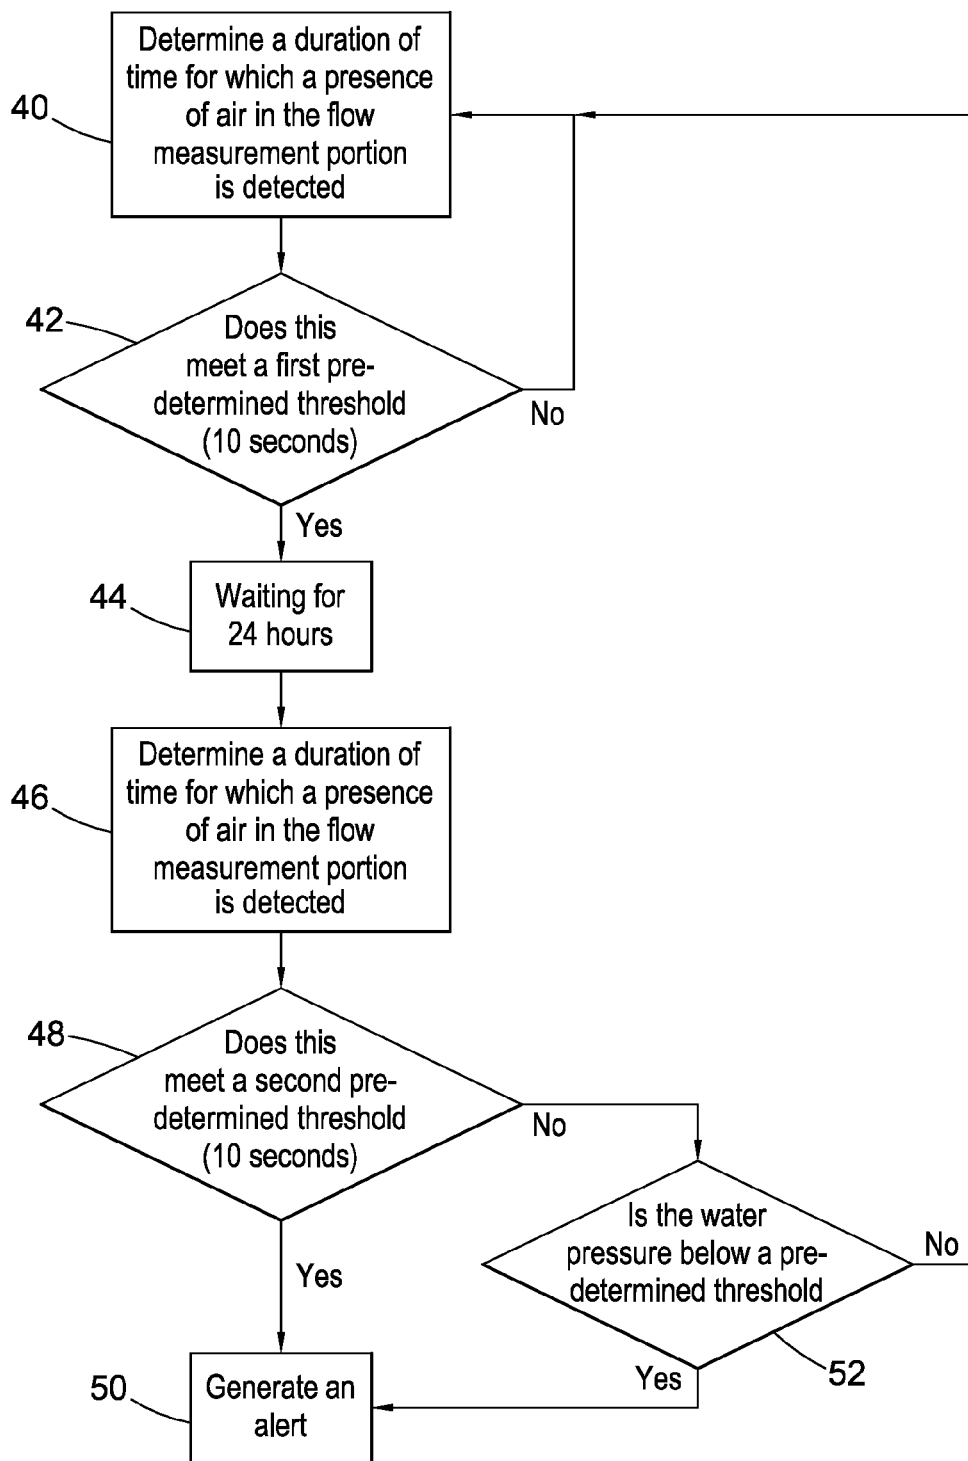 Determine a duration of
time for which a presence
of air in the flow
measurement portion
is detected
40
42
Does this
meet a first pre-
determined threshold
(10 seconds)
No
Yes
44
Waiting for
24 hours
Determine a duration of
time for which a presence
of air in the flow
measurement portion
is detected
46
48
Does this
meet a second pre-
determined threshold
(10 seconds)
No
Yes
Is the water
pressure below a pre-
determined threshold
No
Yes
52
50
Generate an
alert